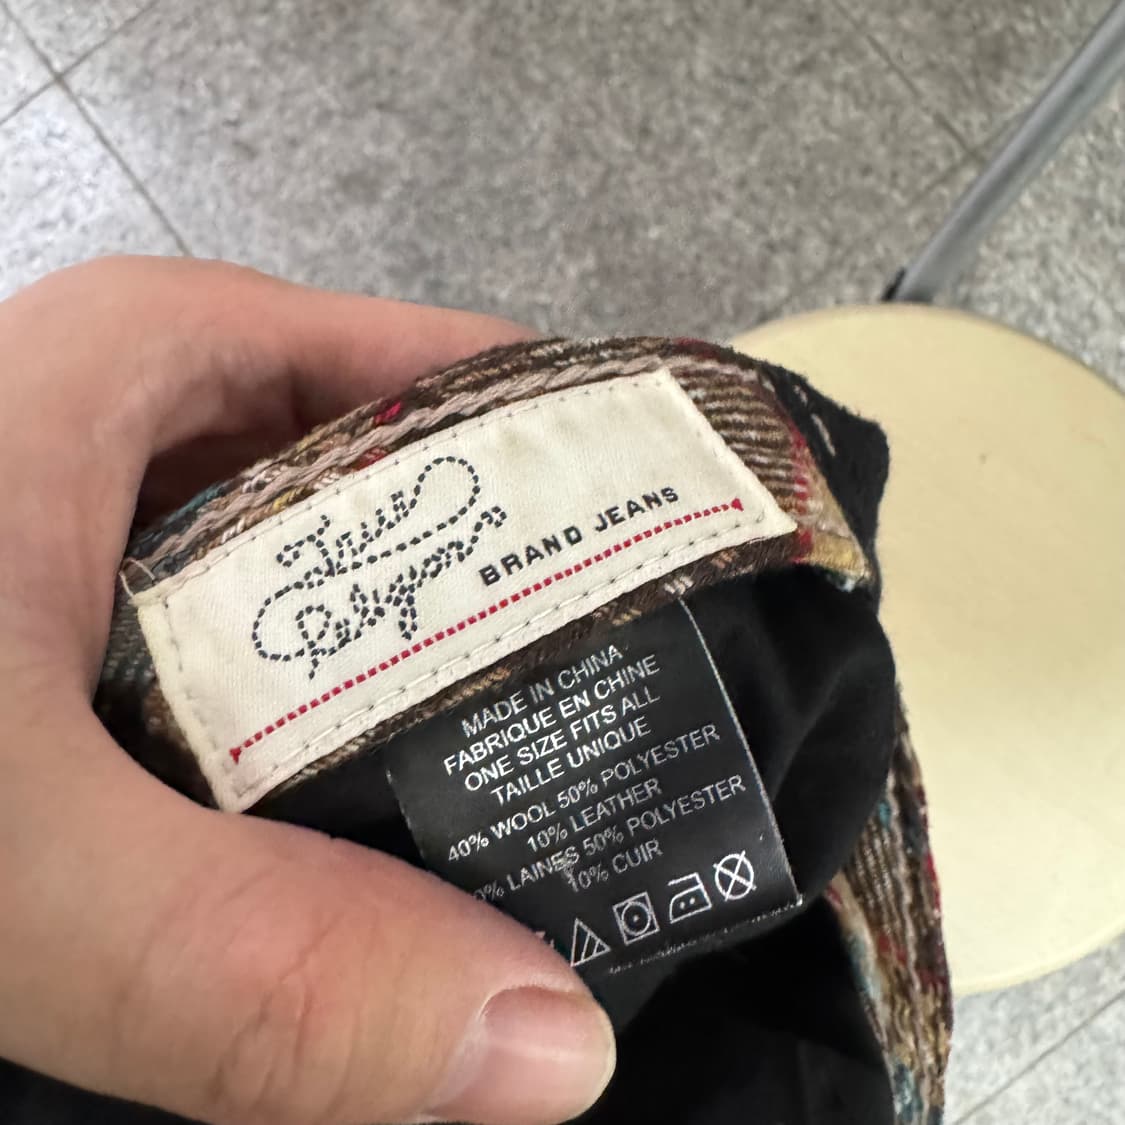 True
Religion
BRAND JEANS
MADE IN CHINA
FABRIQUE EN CHINE
ONE SIZE FITS ALL
TAILLE UNIQUE
40% WOOL 50% POLYESTER
10% LEATHER
0% LAINES 50% POLYESTER
10% CUIR